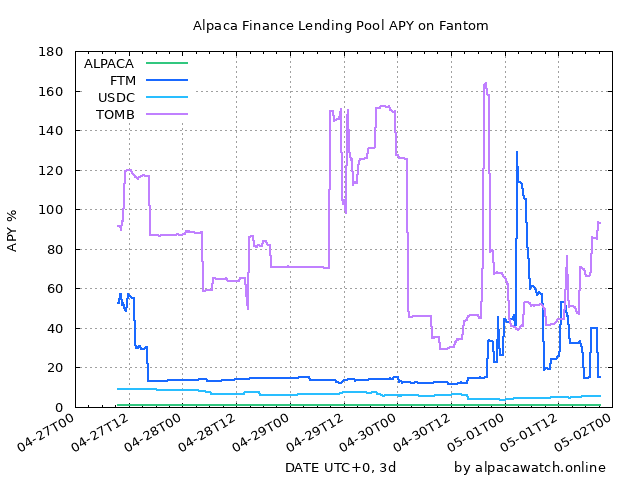 Alpaca Finance Lending Pool APY on Fantom
180
160
140
120
100
80
60
40
20
0
APY %
ALPACA
FTM
USDC
TOMB
04-27T00
04-27T12
04-28T00
04-28T12
04-29T00
04-29T12
04-30T00
04-30T12
05-01T00
05-01T12
05-02T00
DATE UTC+0, 3d
by alpacawatch.online